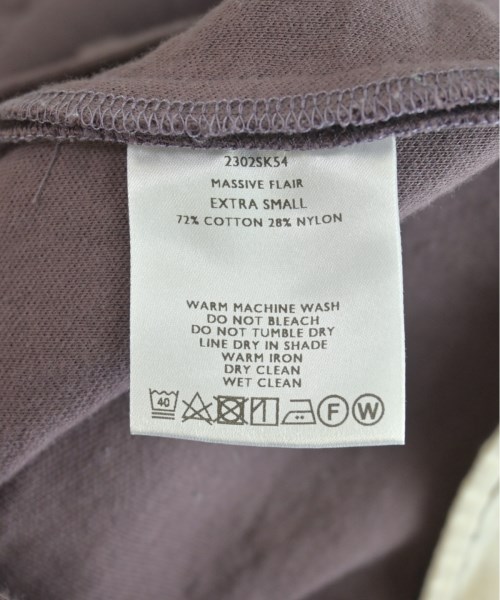 2302SK54
MASSIVE FLAIR
EXTRA SMALL
72% COTTON 28% NYLON
WARM MACHINE WASH
DO NOT BLEACH
DO NOT TUMBLE DRY
LINE DRY IN SHADE
WARM IRON
DRY CLEAN
WET CLEAN
40 F W